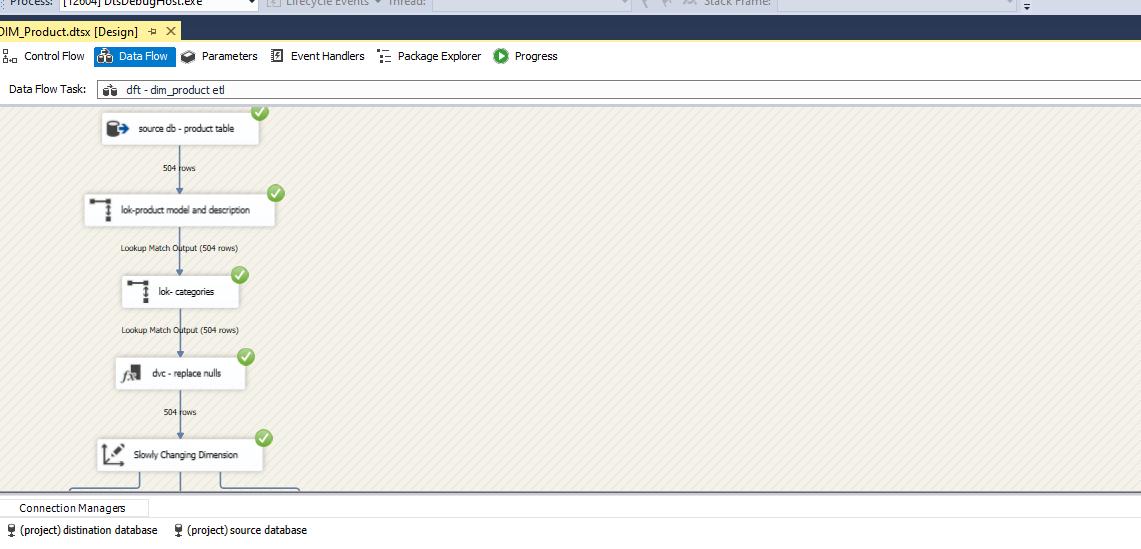 Process: [12604] DtsDebugHost.exe Lifecycle Events Thread: Stack Frame:
DIM_Product.dtsx [Design]
Control Flow Data Flow Parameters Event Handlers Package Explorer Progress
Data Flow Task: dft - dim_product etl
source db - product table
504 rows
lok-product model and description
Lookup Match Output (504 rows)
lok- categories
Lookup Match Output (504 rows)
dvc - replace nulls
504 rows
Slowly Changing Dimension
Connection Managers
(project) distination database (project) source database